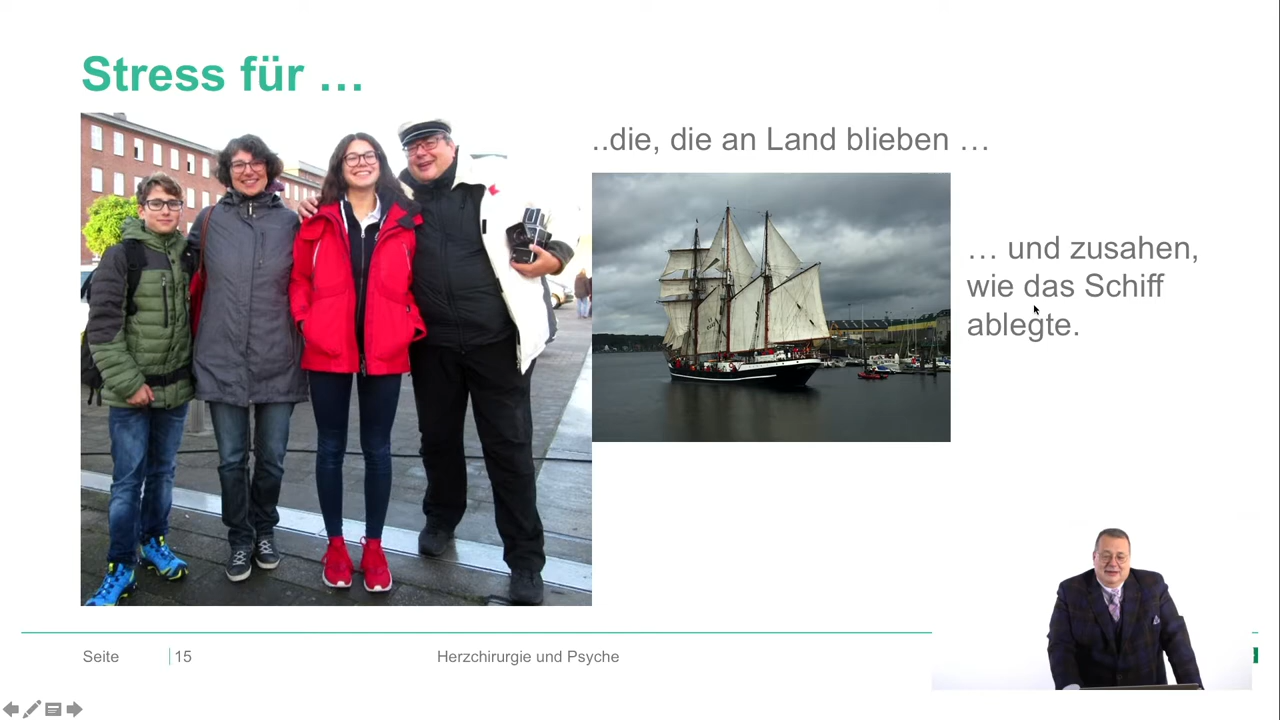 Stress für …
..die, die an Land blieben …
… und zusahen,
wie das Schiff
ablegte.
Seite
15
Herzchirurgie und Psyche